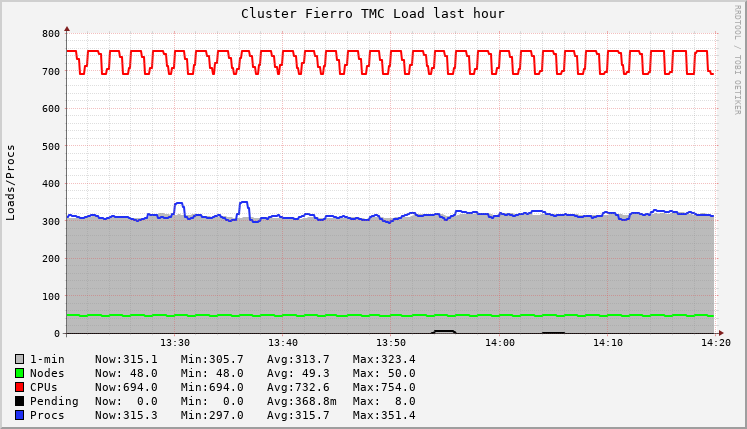 Cluster Fierro TMC Load last hour
RRDTOOL / TOBI OETIKER
Loads/Procs
800
700
600
500
400
300
200
100
0
13:30 13:40 13:50 14:00 14:10 14:20
1-min Now:315.1 Min:305.7 Avg:313.7 Max:323.4
Nodes Now: 48.0 Min: 48.0 Avg: 49.3 Max: 50.0
CPUs Now:694.0 Min:694.0 Avg:732.6 Max:754.0
Pending Now: 0.0 Min: 0.0 Avg:368.8m Max: 8.0
Procs Now:315.3 Min:297.0 Avg:315.7 Max:351.4